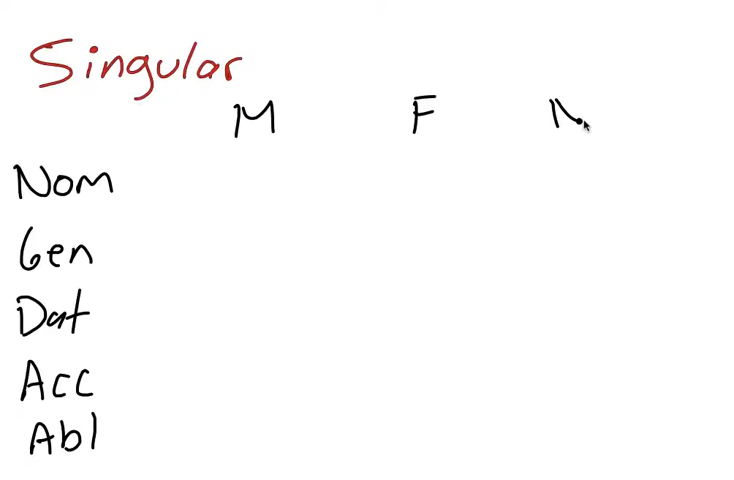 Singular
M F
Nom
Gen
Dat
Acc
Abl